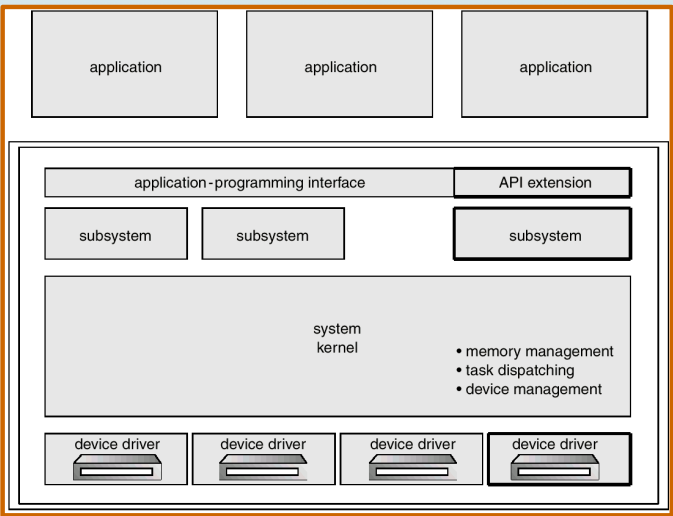 application
application
application
application-programming interface
API extension
subsystem
subsystem
subsystem
system
kernel
• memory management
• task dispatching
• device management
device driver
device driver
device driver
device driver